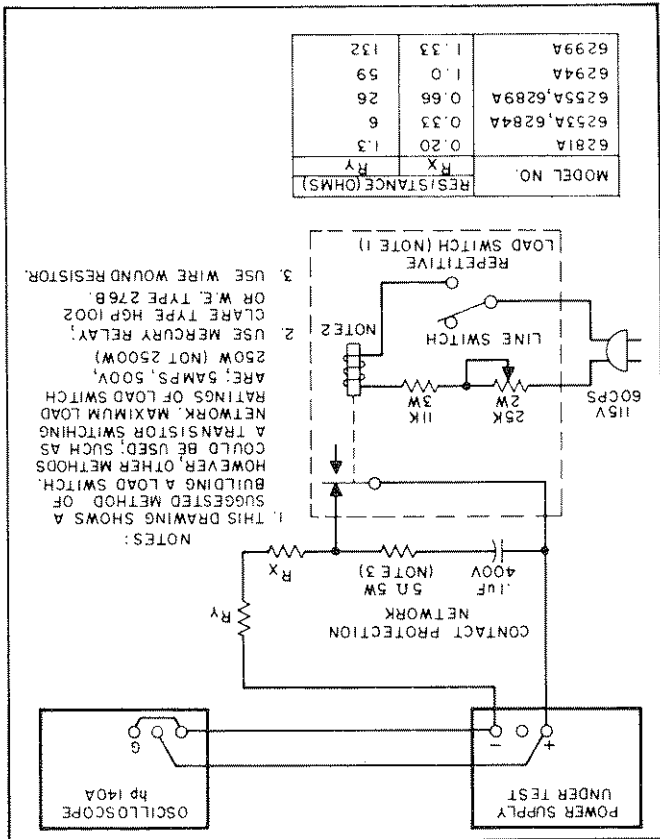 POWER SUPPLY
UNDER TEST
+
-
OSCILLOSCOPE
hp 140A
G
CONTACT PROTECTION
NETWORK
.1uF
400V
5Ω 5W
(NOTE 3)
RX
RY
115V
60CPS
25K
2W
11K
3W
LINE SWITCH
NOTE 2
REPETITIVE
LOAD SWITCH (NOTE 1)
NOTES:
1. THIS DRAWING SHOWS A
SUGGESTED METHOD OF
BUILDING A LOAD SWITCH.
HOWEVER, OTHER METHODS
COULD BE USED; SUCH AS
A TRANSISTOR SWITCHING
NETWORK. MAXIMUM LOAD
RATINGS OF LOAD SWITCH
ARE; 5AMPS, 500V,
250W (NOT 2500W)
2. USE MERCURY RELAY;
CLARE TYPE HGP 1002
OR W.E. TYPE 276B.
3. USE WIRE WOUND RESISTOR.
MODEL NO. RESISTANCE (OHMS)
RX RY
6281A 0.20 1.3
6253A,6284A 0.33 6
6255A,6289A 0.66 26
6294A 1.0 59
6299A 1.33 132